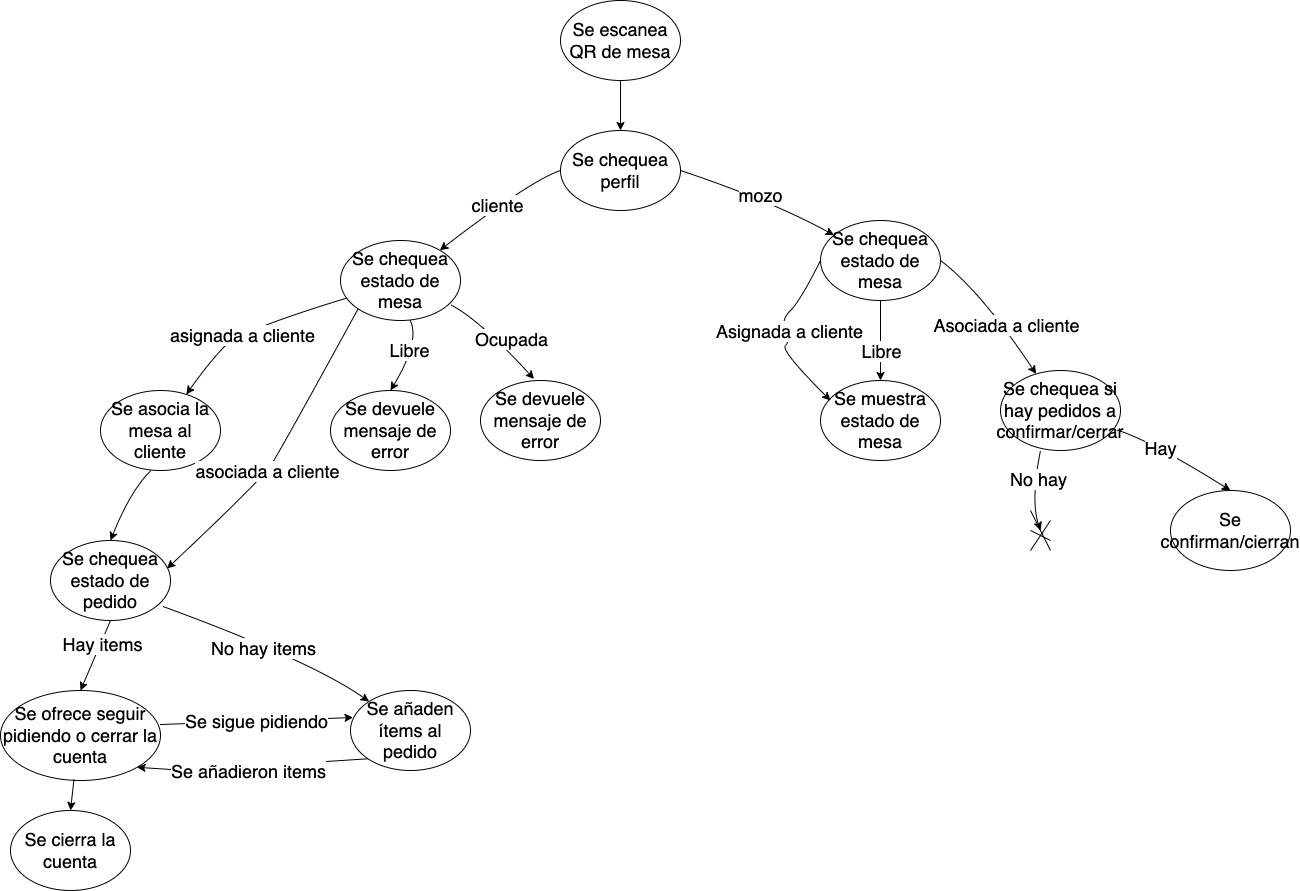 Se escanea
QR de mesa
Se chequea
perfil
cliente
mozo
Se chequea
estado de
mesa
Se chequea
estado de
mesa
asignada a cliente
Libre
Ocupada
Asignada a cliente
Libre
Asociada a cliente
Se asocia la
mesa al
cliente
Se devuele
mensaje de
error
Se devuele
mensaje de
error
Se muestra
estado de
mesa
Se chequea si
hay pedidos a
confirmar/cerrar
asociada a cliente
No hay
Hay
Se
confirman/cierran
Se chequea
estado de
pedido
Hay items
No hay items
Se ofrece seguir
pidiendo o cerrar la
cuenta
Se sigue pidiendo
Se añaden
ítems al
pedido
Se añadieron items
Se cierra la
cuenta